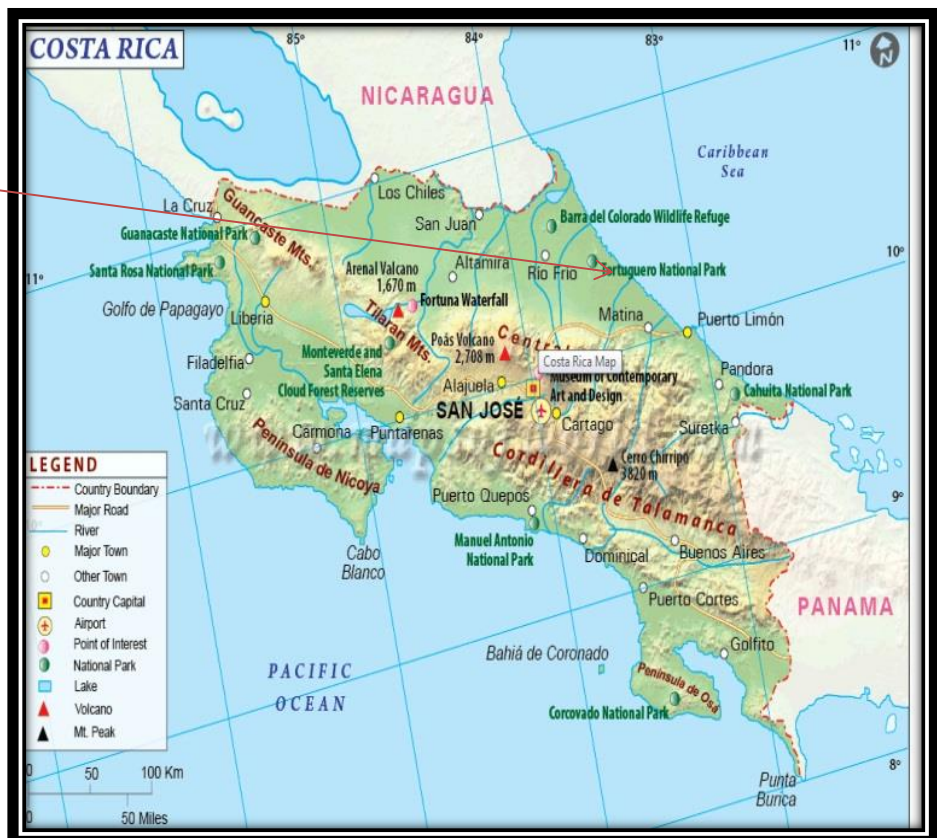 COSTA RICA
85°
84°
83°
11°
N
NICARAGUA
Caribbean
Sea
Los Chiles
La Cruz
Guancaste Mts.
San Juan
Barra del Colorado Wildlife Refuge
Guanacaste National Park
Santa Rosa National Park
Arenal Valcano
1,670 m
Altamira
Rio Frio
Tortuguero National Park
10°
11°
Golfo de Papagayo
Liberia
Fortuna Waterfall
Tilaran Mts.
Matina
Puerto Limón
Poás Volcano
2,708 m
Central
Costa Rica Map
Filadelfia
Monteverde and
Santa Elena
Cloud Forest Reserves
Museum of Contemporary
Art and Design
Pandora
Cahuita National Park
Santa Cruz
Alajuela
SAN JOSÉ
Cartago
Suretka
Carmona
Puntarenas
Península de Nicoya
Cordillera de Talamanca
Cerro Chirripo
3820 m
9°
LEGEND
Country Boundary
Major Road
River
Major Town
Other Town
Country Capital
Airport
Point of Interest
National Park
Lake
Volcano
Mt. Peak
Puerto Quepos
Manuel Antonio
National Park
Dominical
Buenos Aires
Cabo
Blanco
Puerto Cortes
PANAMA
Golfito
Bahiá de Coronado
Península de Osá
Corcovado National Park
PACIFIC
OCEAN
8°
Punta
Burica
0 50 100 Km
0 50 Miles